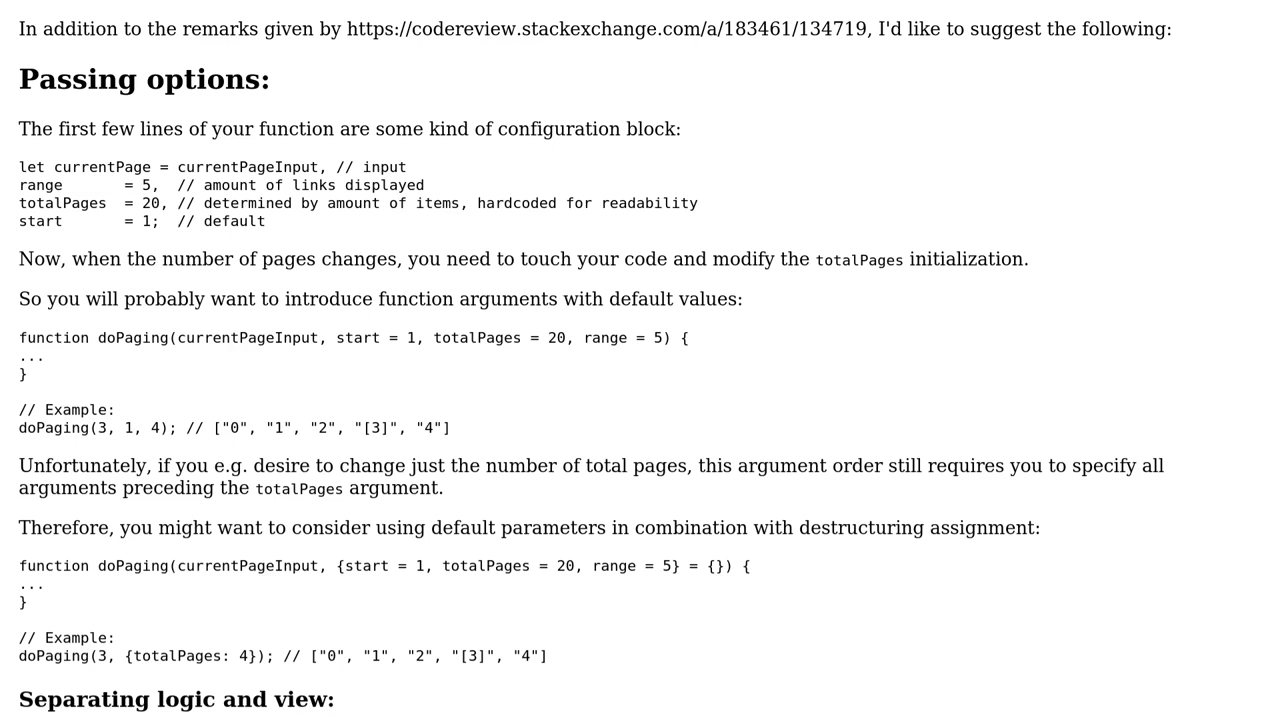 In addition to the remarks given by https://codereview.stackexchange.com/a/183461/134719, I'd like to suggest the following:
Passing options:
The first few lines of your function are some kind of configuration block:
let currentPage = currentPageInput, // input
range       = 5,  // amount of links displayed
totalPages  = 20, // determined by amount of items, hardcoded for readability
start       = 1;  // default
Now, when the number of pages changes, you need to touch your code and modify the totalPages initialization.
So you will probably want to introduce function arguments with default values:
function doPaging(currentPageInput, start = 1, totalPages = 20, range = 5) {
...
}
// Example:
doPaging(3, 1, 4); // ["0", "1", "2", "[3]", "4"]
Unfortunately, if you e.g. desire to change just the number of total pages, this argument order still requires you to specify all
arguments preceding the totalPages argument.
Therefore, you might want to consider using default parameters in combination with destructuring assignment:
function doPaging(currentPageInput, {start = 1, totalPages = 20, range = 5} = {}) {
...
}
// Example:
doPaging(3, {totalPages: 4}); // ["0", "1", "2", "[3]", "4"]
Separating logic and view: